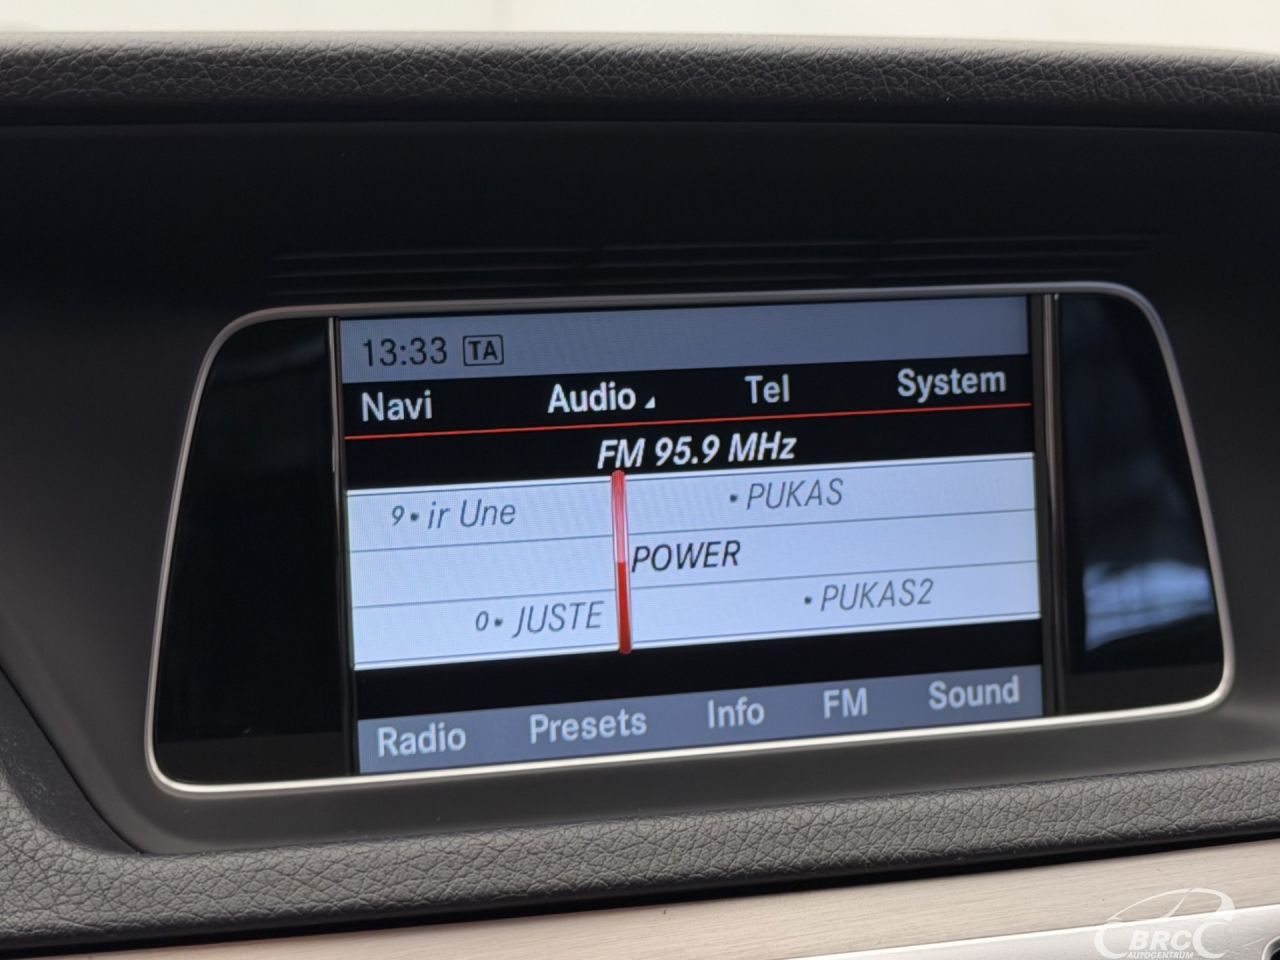 13:33 TA
Navi Audio Tel System
FM 95.9 MHz
9• ir Une •PUKAS
POWER
0• JUSTE •PUKAS2
Radio Presets Info FM Sound
BRC
AUTOCENTRUM